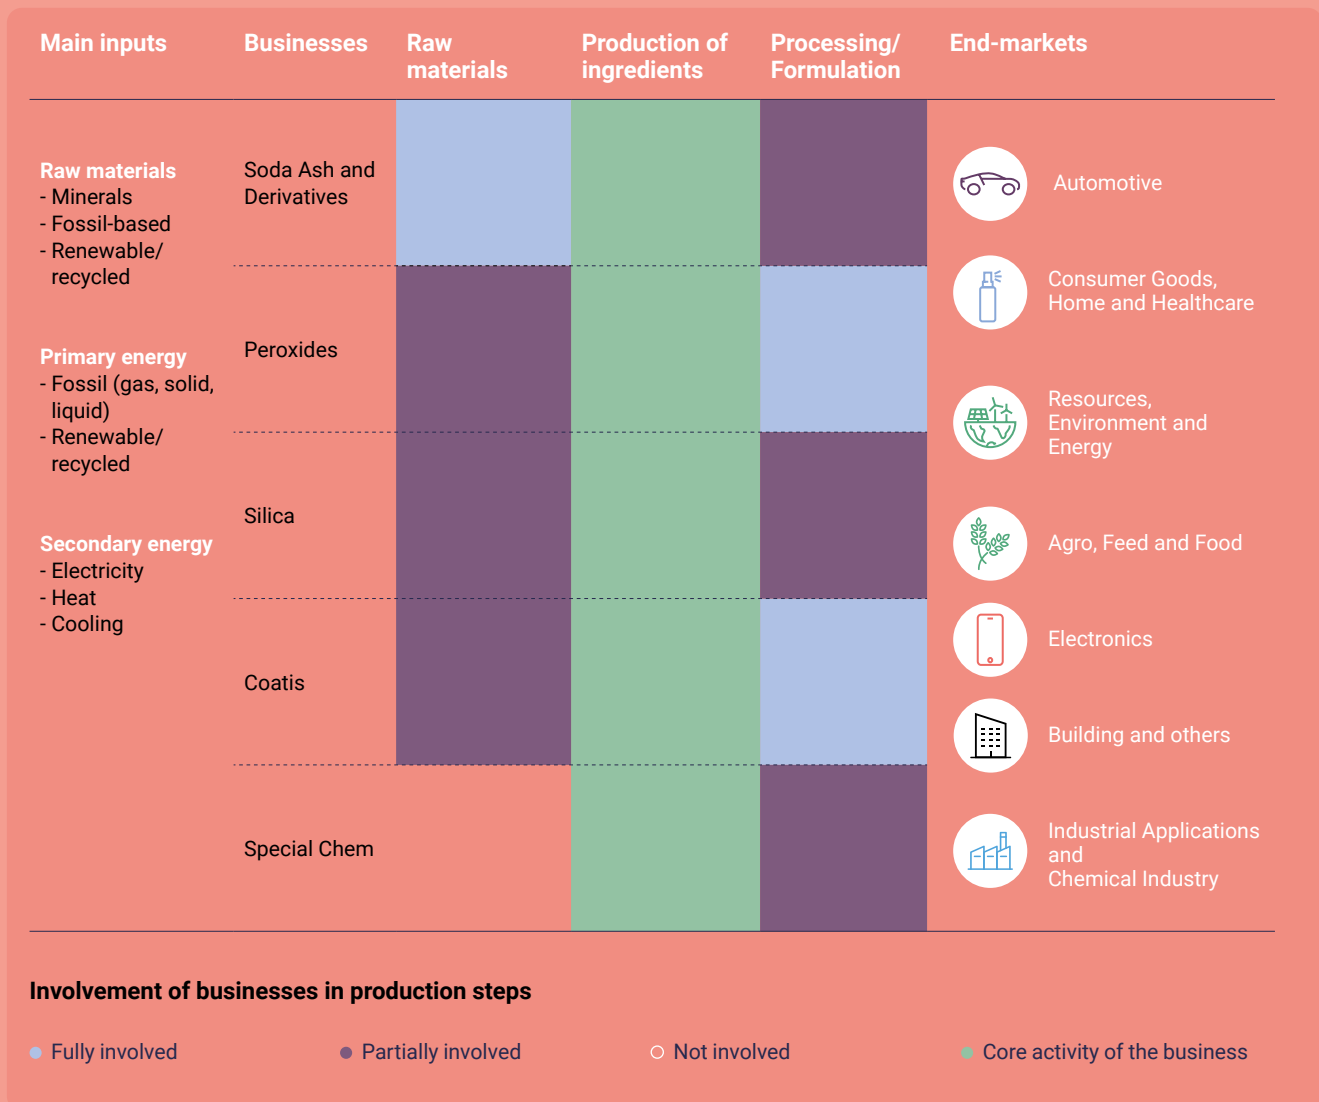 Main inputs
Businesses
Raw
materials
Production of
ingredients
Processing/
Formulation
End-markets
Raw materials
- Minerals
- Fossil-based
- Renewable/
recycled
Primary energy
- Fossil (gas, solid,
liquid)
- Renewable/
recycled
Secondary energy
- Electricity
- Heat
- Cooling
Soda Ash and
Derivatives
Peroxides
Silica
Coatis
Special Chem
Automotive
Consumer Goods,
Home and Healthcare
Resources,
Environment and
Energy
Agro, Feed and Food
Electronics
Building and others
Industrial Applications
and
Chemical Industry
Involvement of businesses in production steps
Fully involved
Partially involved
Not involved
Core activity of the business